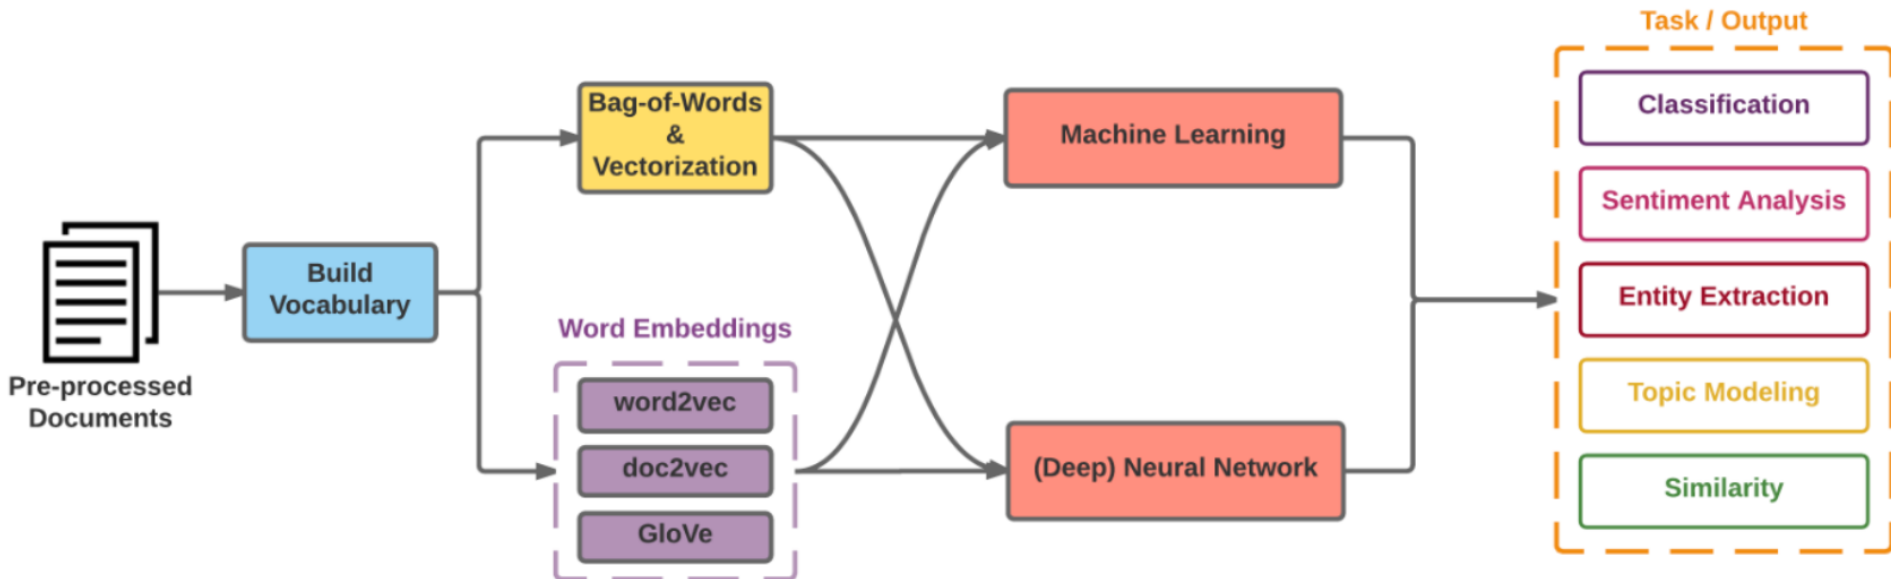 Pre-processed
Documents
Build
Vocabulary
Bag-of-Words
&
Vectorization
Word Embeddings
word2vec
doc2vec
GloVe
Machine Learning
(Deep) Neural Network
Task / Output
Classification
Sentiment Analysis
Entity Extraction
Topic Modeling
Similarity